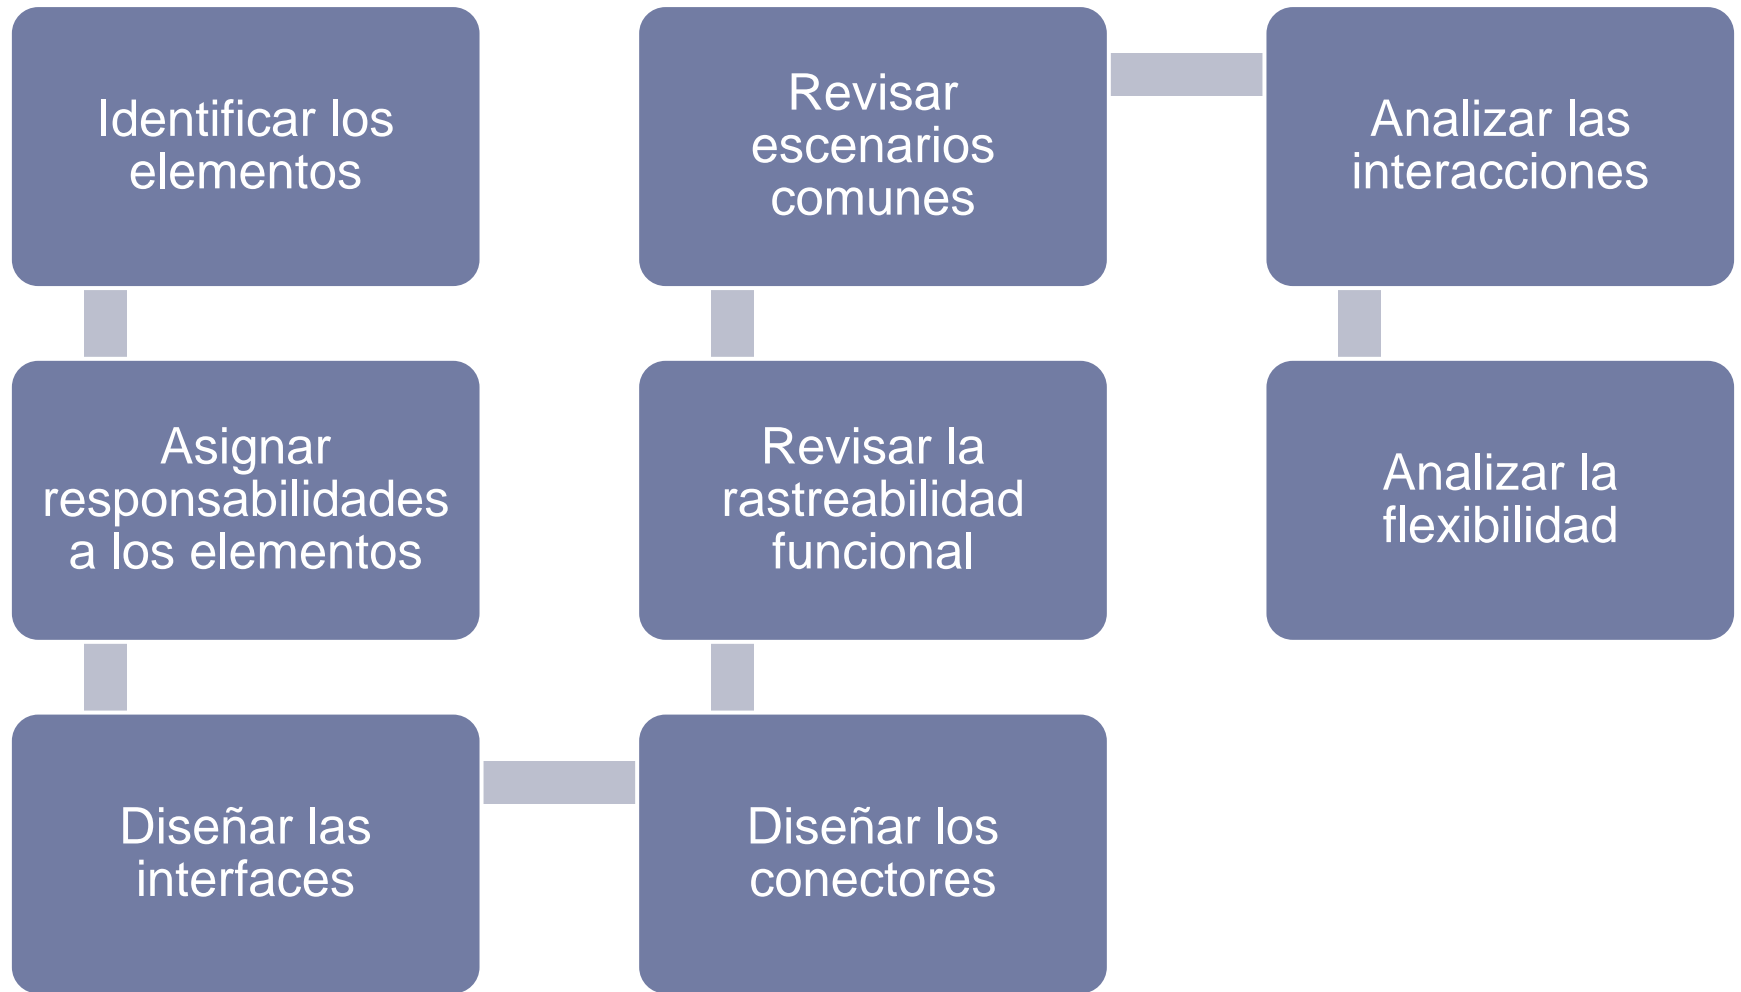 Identificar los
elementos
Asignar
responsabilidades
a los elementos
Diseñar las
interfaces
Diseñar los
conectores
Revisar la
rastreabilidad
funcional
Revisar
escenarios
comunes
Analizar las
interacciones
Analizar la
flexibilidad